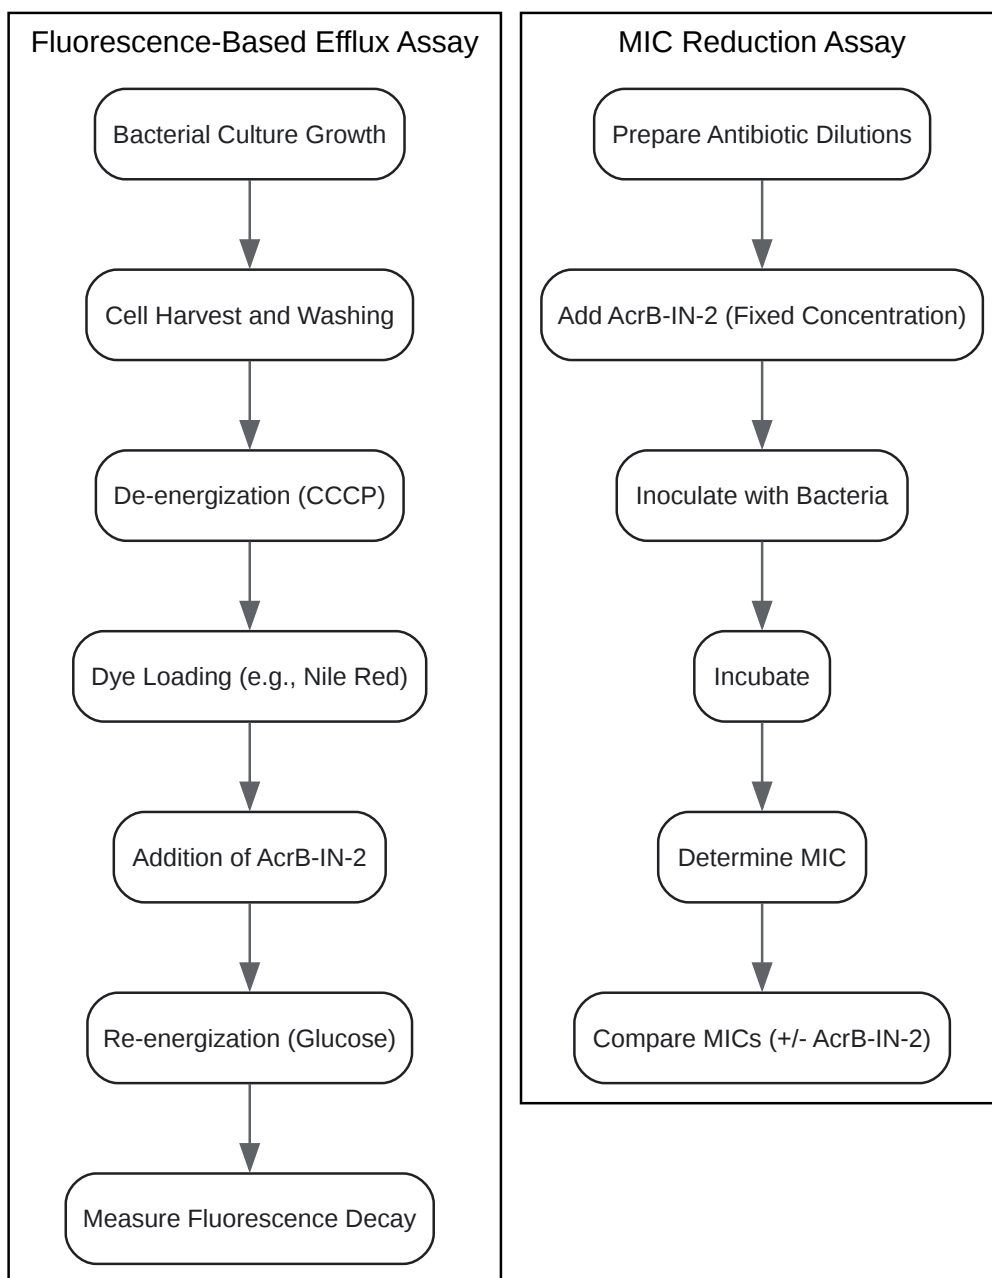 Fluorescence-Based Efflux Assay
Bacterial Culture Growth
Cell Harvest and Washing
De-energization (CCCP)
Dye Loading (e.g., Nile Red)
Addition of AcrB-IN-2
Re-energization (Glucose)
Measure Fluorescence Decay
MIC Reduction Assay
Prepare Antibiotic Dilutions
Add AcrB-IN-2 (Fixed Concentration)
Inoculate with Bacteria
Incubate
Determine MIC
Compare MICs (+/- AcrB-IN-2)